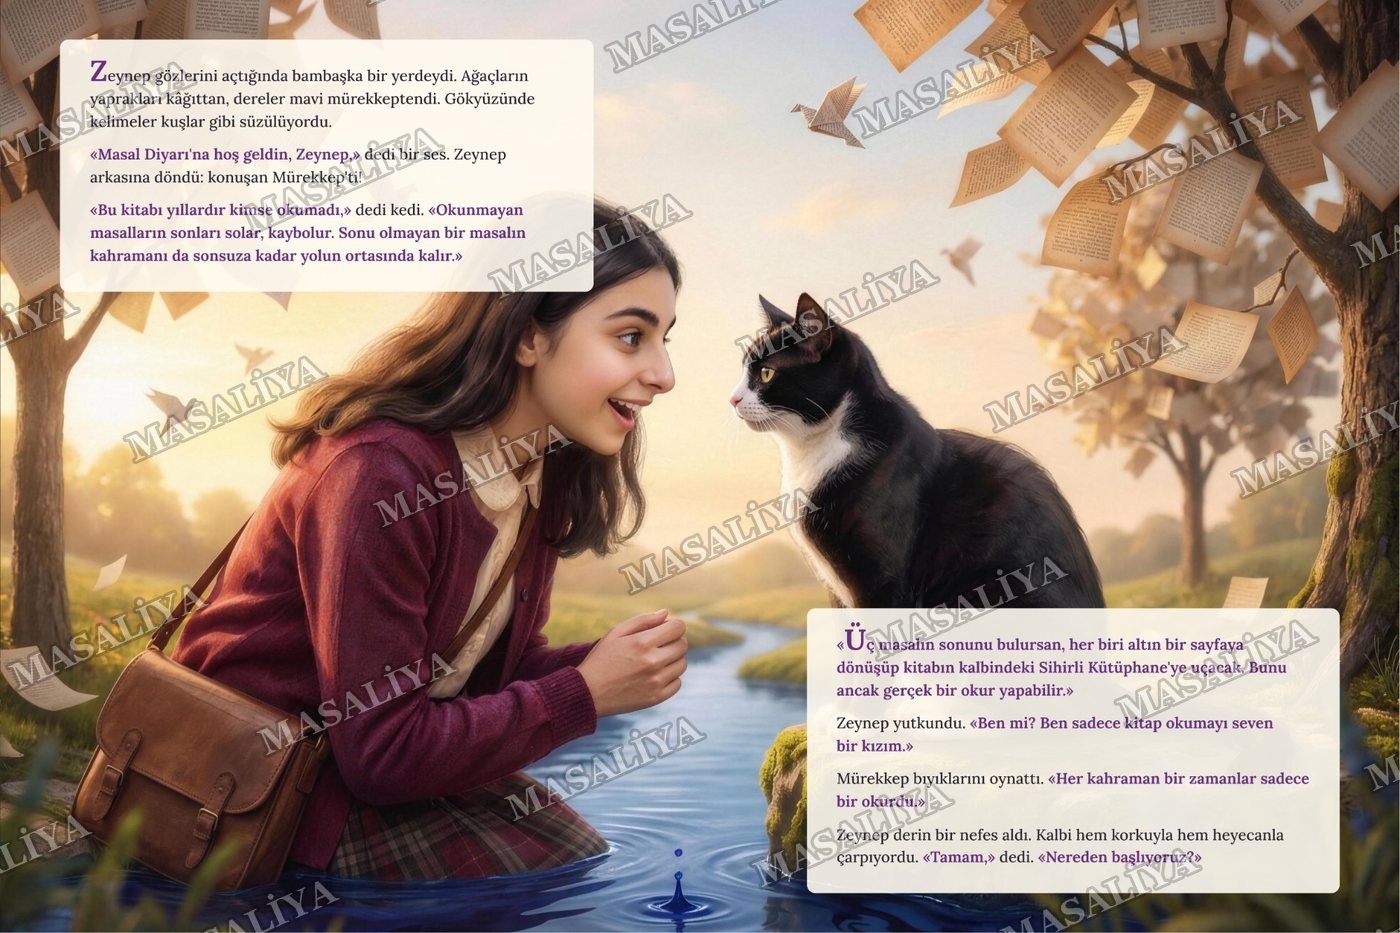 Zeynep gözlerini açtığında bambaşka bir yerdeydi. Ağaçların
yaprakları kâğıttan, dereler mavi mürekkeptendi. Gökyüzünde
kelimeler kuşlar gibi süzülüyordu.
«Masal Diyarı'na hoş geldin, Zeynep,» dedi bir ses. Zeynep
arkasına döndü: konuşan Mürekkep'ti!
«Bu kitabı yıllardır kimse okumadı,» dedi kedi. «Okunmayan
masalların sonları solar, kaybolur. Sonu olmayan bir masalın
kahramanı da sonsuza kadar yolun ortasında kalır.»
«Üç masalın sonunu bulursan, her biri altın bir sayfaya
dönüşüp kitabın kalbindeki Sihirli Kütüphane'ye uçacak. Bunu
ancak gerçek bir okur yapabilir.»
Zeynep yutkundu. «Ben mi? Ben sadece kitap okumayı seven
bir kızım.»
Mürekkep bıyıklarını oynattı. «Her kahraman bir zamanlar sadece
bir okurdu.»
Zeynep derin bir nefes aldı. Kalbi hem korkuyla hem heyecanla
çarpıyordu. «Tamam,» dedi. «Nereden başlıyoruz?»
MASALİYA